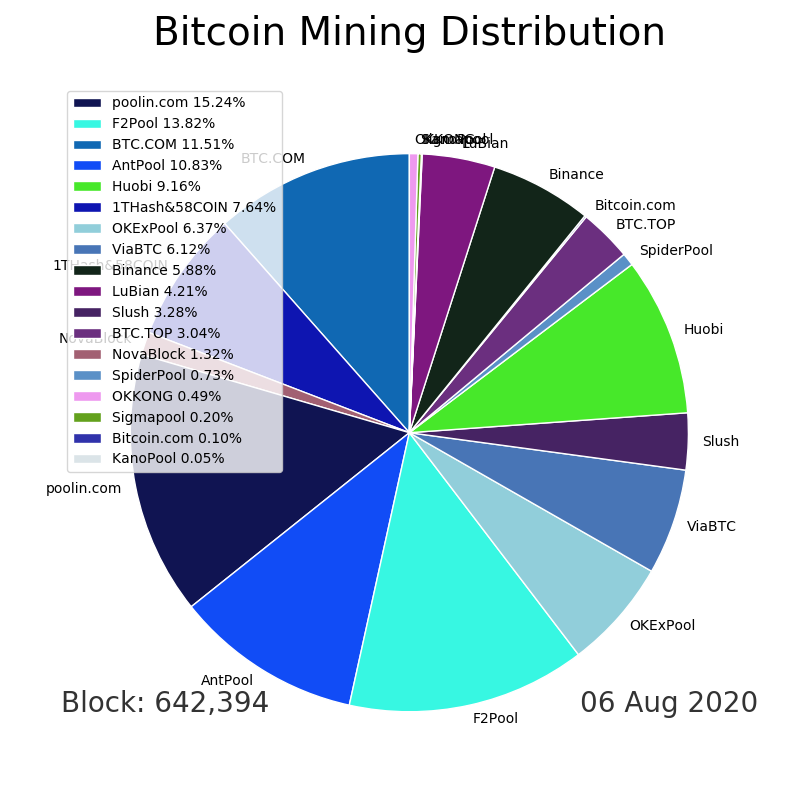 Bitcoin Mining Distribution
poolin.com 15.24%
F2Pool 13.82%
BTC.COM 11.51%
AntPool 10.83%
Huobi 9.16%
1THash&58COIN 7.64%
OKExPool 6.37%
ViaBTC 6.12%
Binance 5.88%
LuBian 4.21%
Slush 3.28%
BTC.TOP 3.04%
NovaBlock 1.32%
SpiderPool 0.73%
OKKONG 0.49%
Sigmapool 0.20%
Bitcoin.com 0.10%
KanoPool 0.05%
BTC.COM
LuBian
Binance
Bitcoin.com
BTC.TOP
SpiderPool
Huobi
Slush
ViaBTC
OKExPool
F2Pool
AntPool
poolin.com
NovaBlock
1THash&58COIN
Block: 642,394
06 Aug 2020